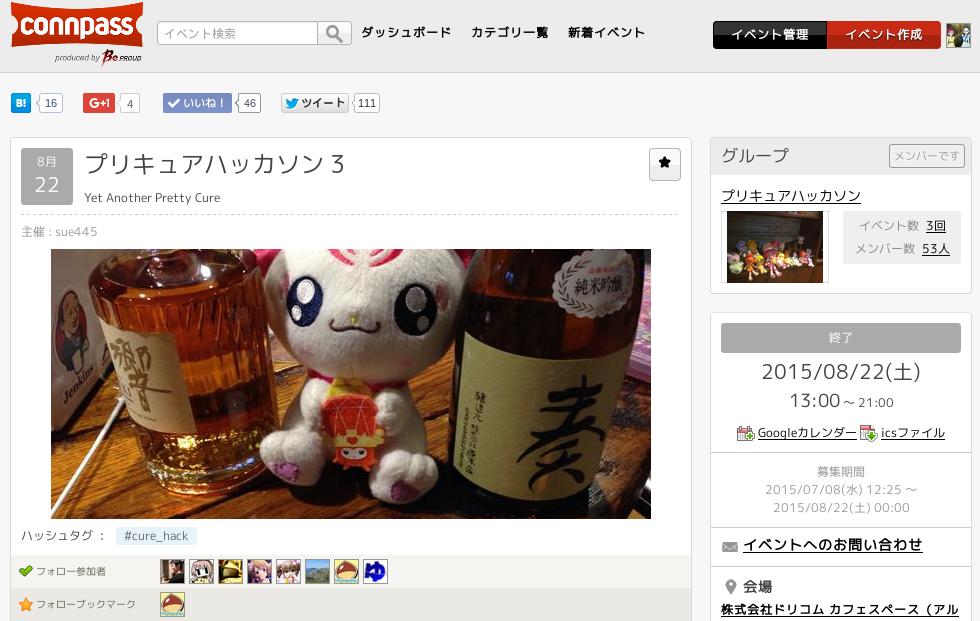 connpass
produced by BePROUD
イベント検索
ダッシュボード カテゴリ一覧 新着イベント
イベント管理 イベント作成
B! 16 G+1 4 いいね！ 46 ツイート 111
8月
22
プリキュアハッカソン 3
Yet Another Pretty Cure
主催 : sue445
Jenkins
響
純米吟醸
奏
ハッシュタグ ： #cure_hack
フォロー参加者
フォローブックマーク
グループ メンバーです
プリキュアハッカソン
イベント数 3回
メンバー数 53人
終了
2015/08/22(土)
13:00 〜 21:00
Googleカレンダー icsファイル
募集期間
2015/07/08(水) 12:25 〜
2015/08/22(土) 00:00
イベントへのお問い合わせ
会場
株式会社ドリコム カフェスペース（アル